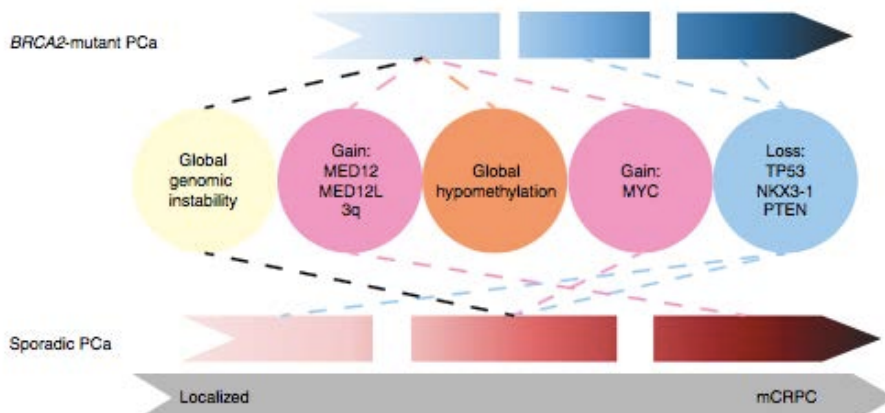 BRCA2-mutant PCa
Global
genomic
instability
Gain:
MED12
MED12L
3q
Global
hypomethylation
Gain:
MYC
Loss:
TP53
NKX3-1
PTEN
Sporadic PCa
Localized
mCRPC